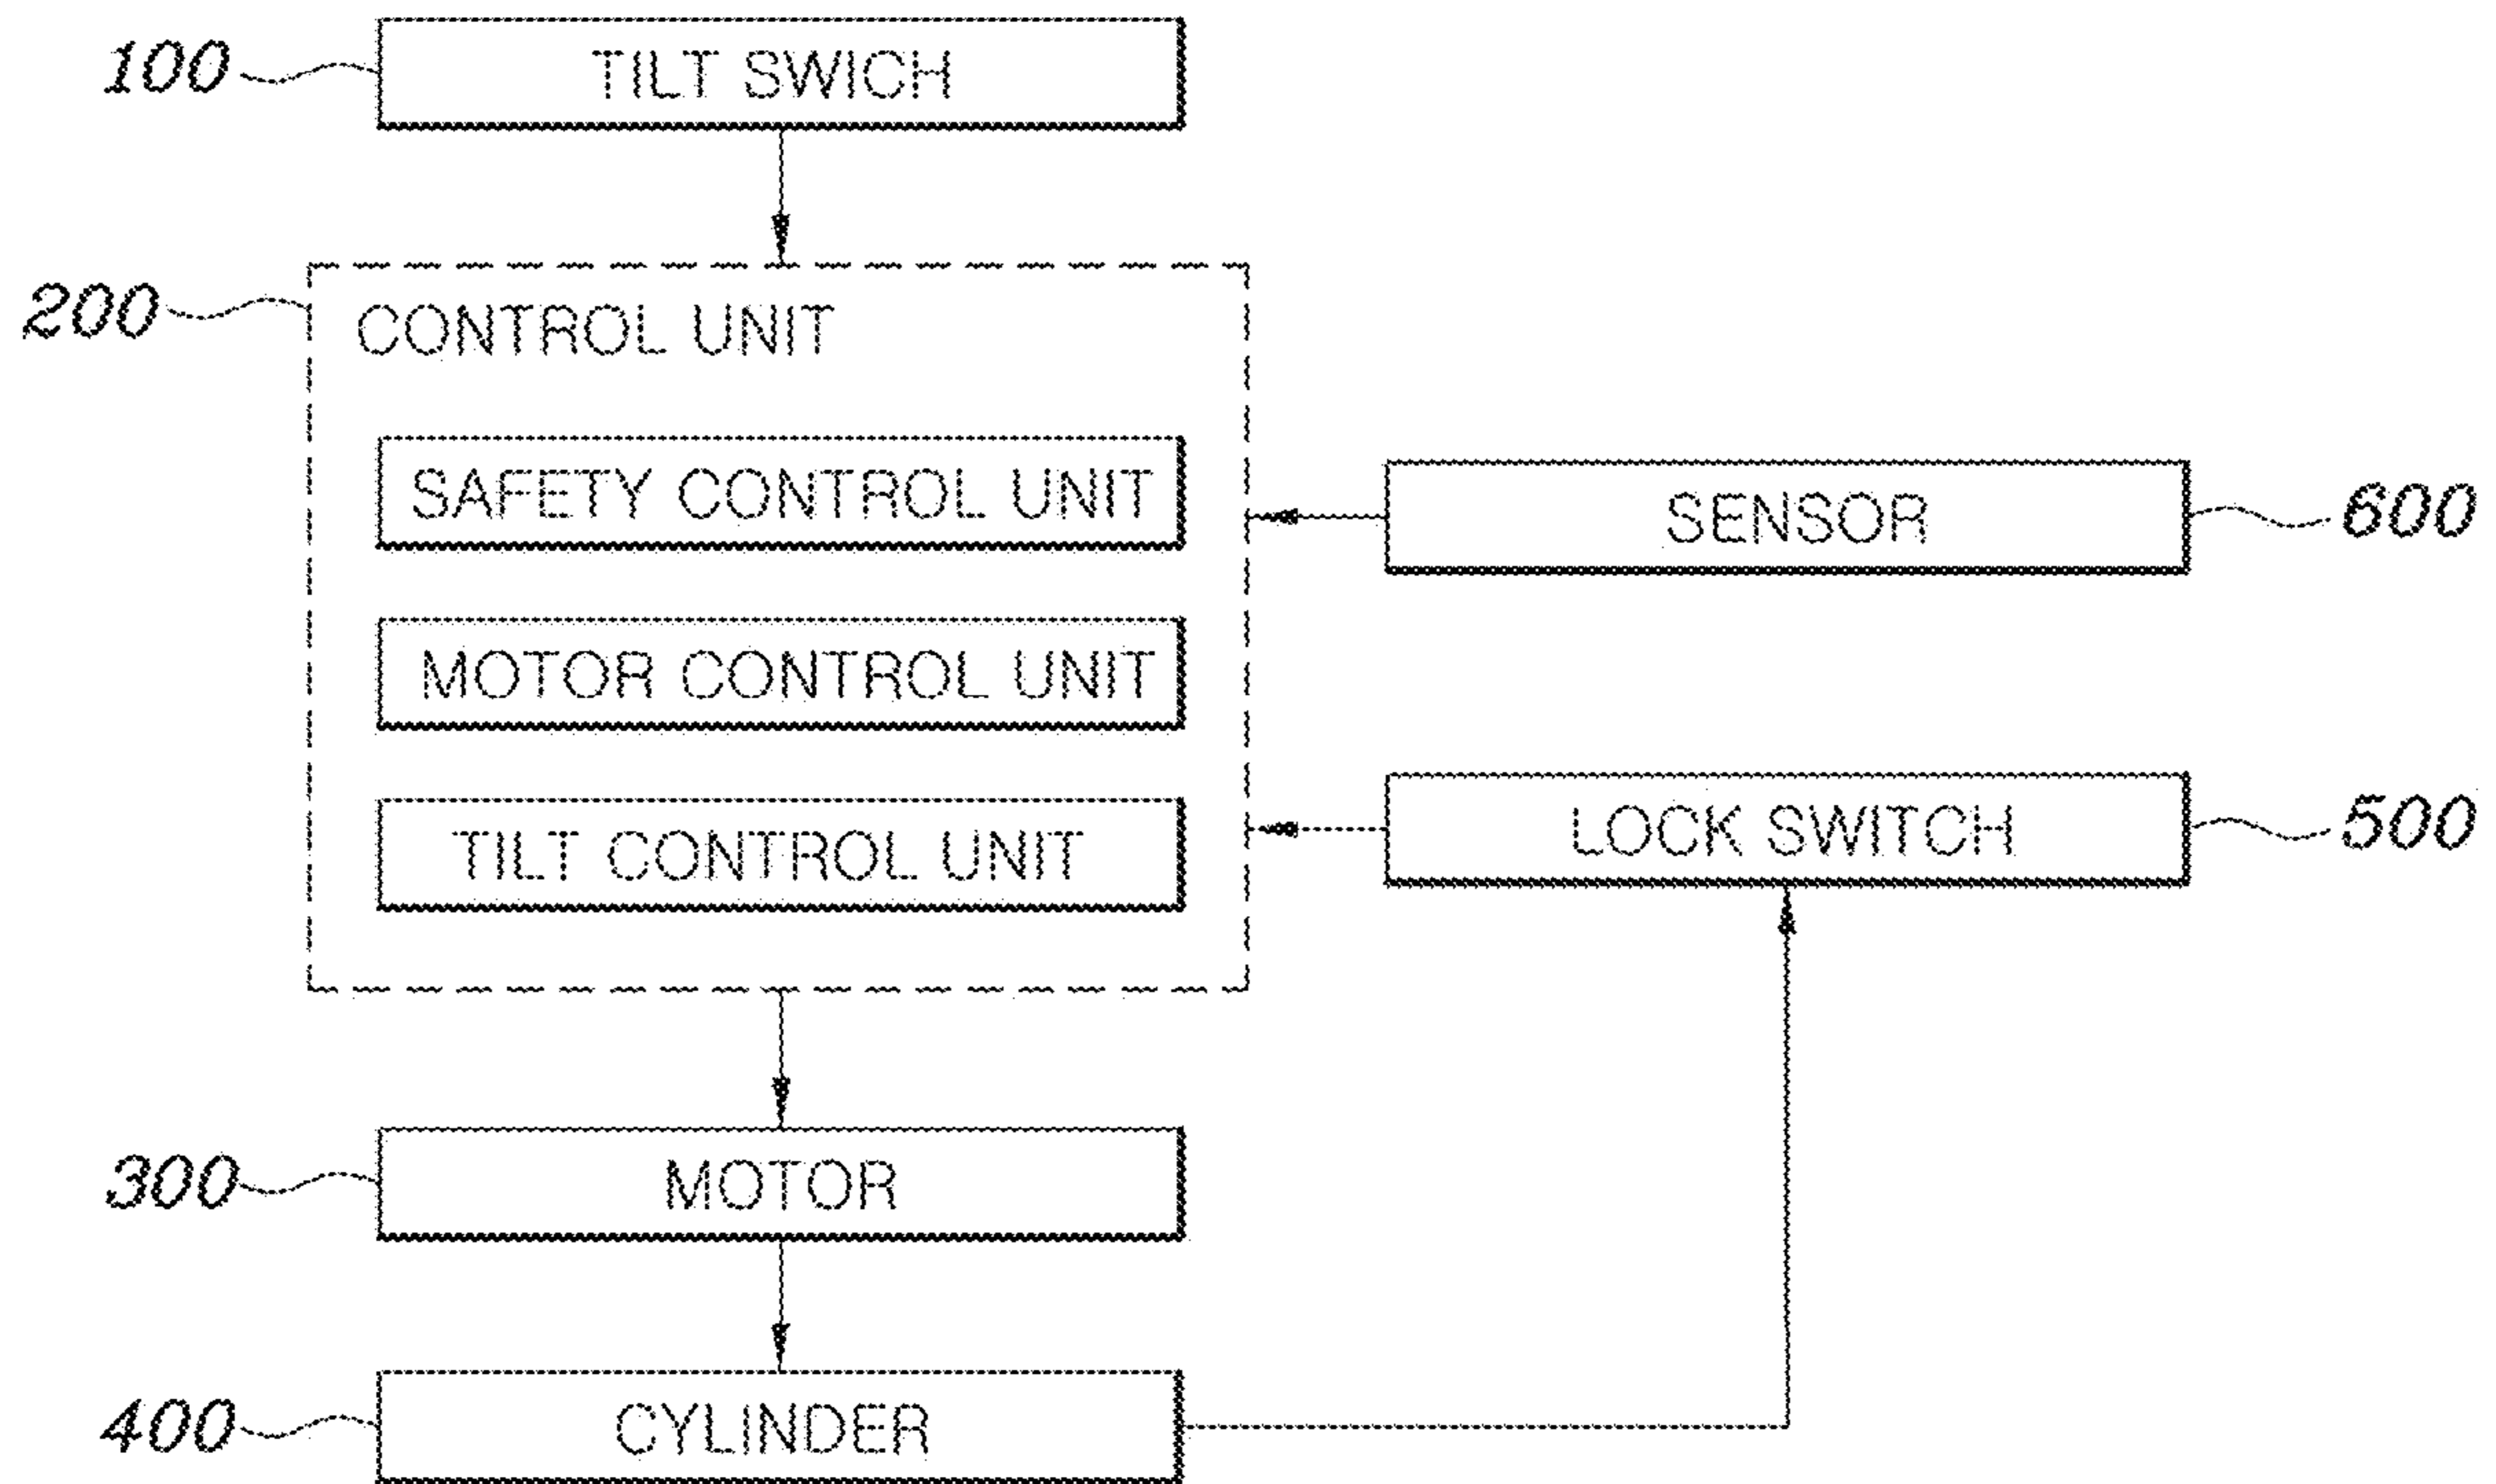 100 TILT SWICH
200 CONTROL UNIT
SAFETY CONTROL UNIT
SENSOR 600
MOTOR CONTROL UNIT
TILT CONTROL UNIT
LOCK SWITCH 500
300 MOTOR
400 CYLINDER